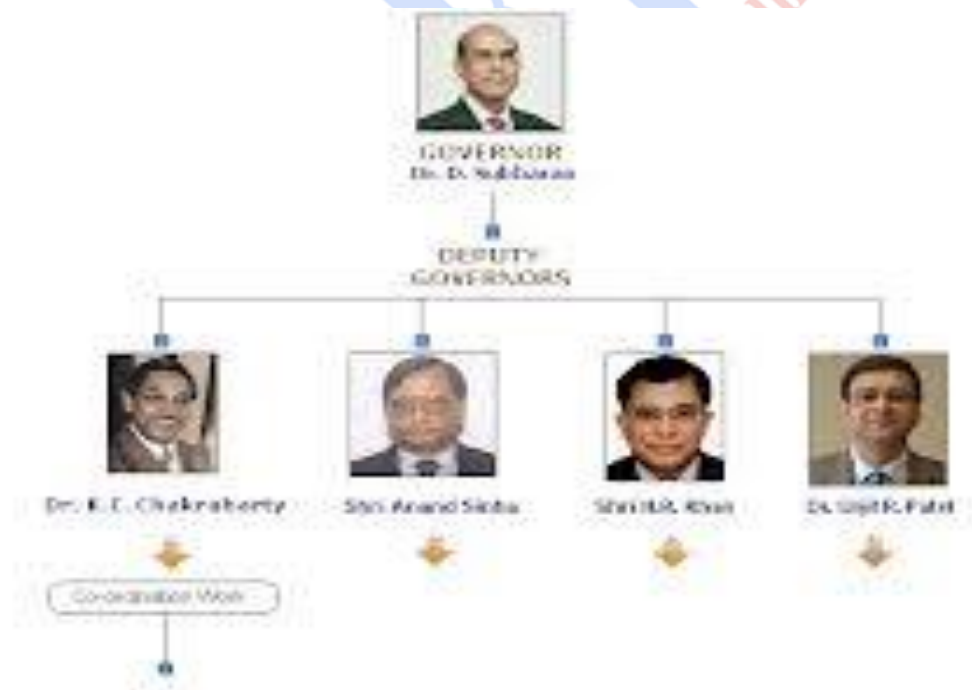 GOVERNOR
Dr. D. Subbarao
DEPUTY
GOVERNORS
Dr. K.C. Chakrabarty
Shri Anand Sinha
Shri H.R. Khan
Dr. Urjit R. Patel
Co-ordination Work